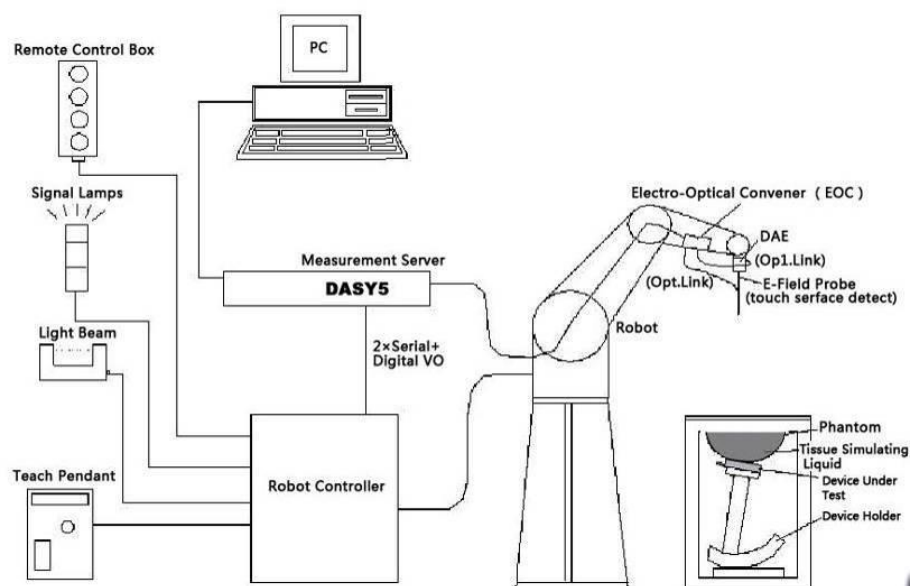 PC
Remote Control Box
Signal Lamps
Electro-Optical Convener （EOC）
DAE
(Op1.Link)
Measurement Server
DASY5
(Opt.Link)
E-Field Probe
(touch serface detect)
Light Beam
Robot
2×Serial+
Digital VO
Phantom
Tissue Simulating
Liquid
Teach Pendant
Robot Controller
Device Under
Test
Device Holder